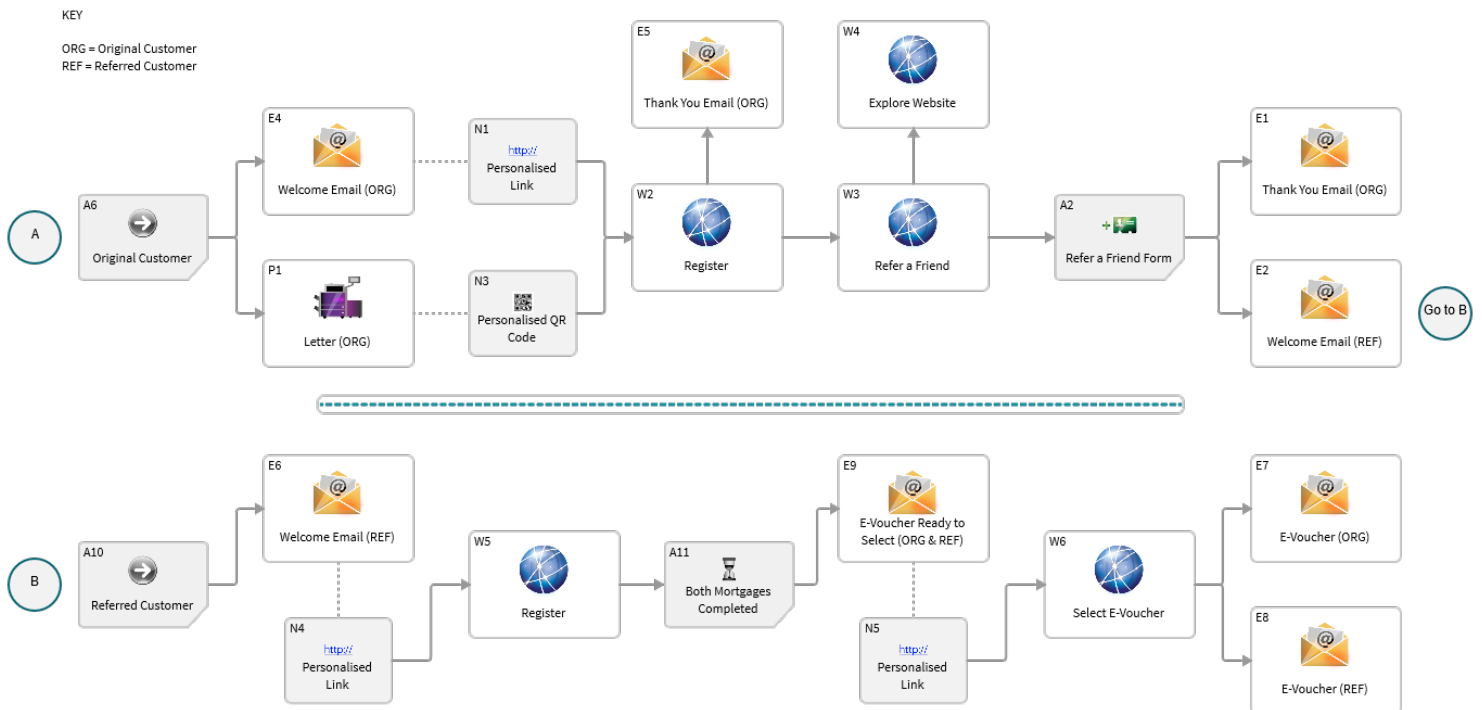 KEY
ORG = Original Customer
REF = Referred Customer
A
A6
Original Customer
E4
Welcome Email (ORG)
P1
Letter (ORG)
N1
http://
Personalised
Link
N3
Personalised QR
Code
E5
Thank You Email (ORG)
W2
Register
W4
Explore Website
W3
Refer a Friend
A2
Refer a Friend Form
E1
Thank You Email (ORG)
E2
Welcome Email (REF)
Go to B
B
A10
Referred Customer
E6
Welcome Email (REF)
N4
http://
Personalised
Link
W5
Register
A11
Both Mortgages
Completed
E9
E-Voucher Ready to
Select (ORG & REF)
N5
http://
Personalised
Link
W6
Select E-Voucher
E7
E-Voucher (ORG)
E8
E-Voucher (REF)